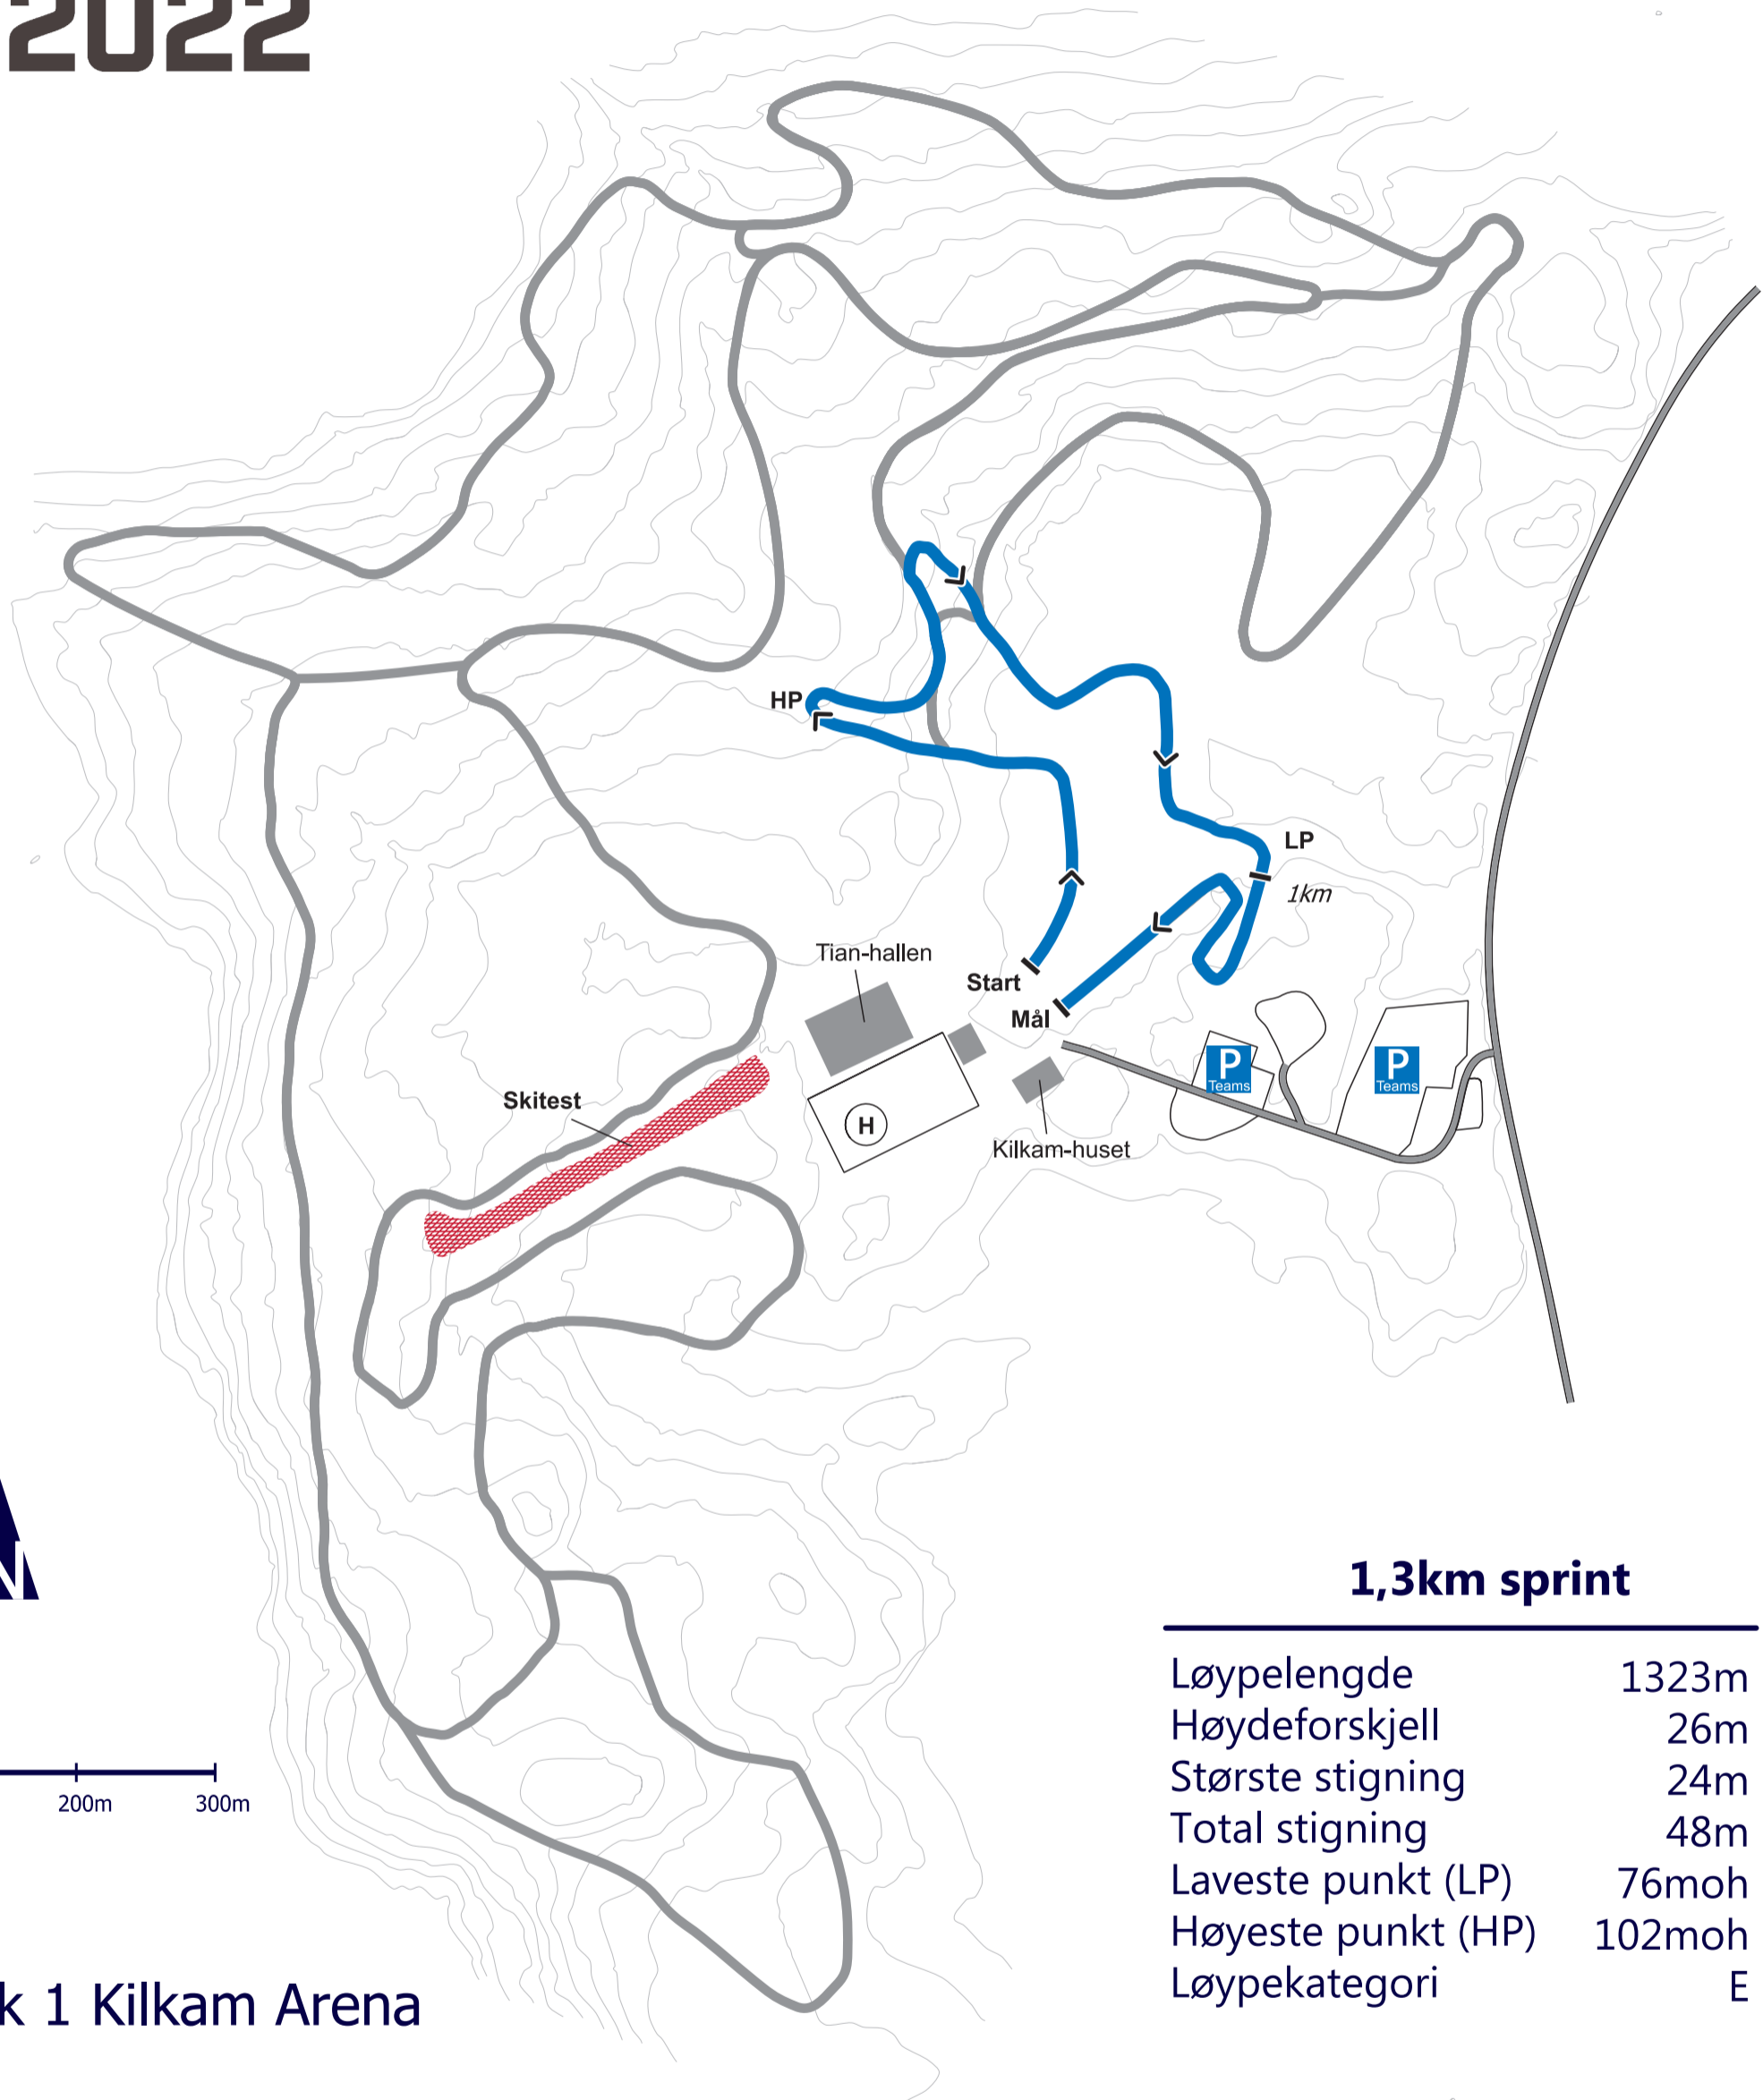 2022
HP
LP
1km
Tian-hallen
Start
Mål
P
Teams
P
Teams
Skitest
H
Kilkam-huset
N
1,3km sprint
Løypelengde 1323m
Høydeforskjell 26m
Største stigning 24m
Total stigning 48m
Laveste punkt (LP) 76moh
Høyeste punkt (HP) 102moh
Løypekategori E
200m 300m
k 1 Kilkam Arena